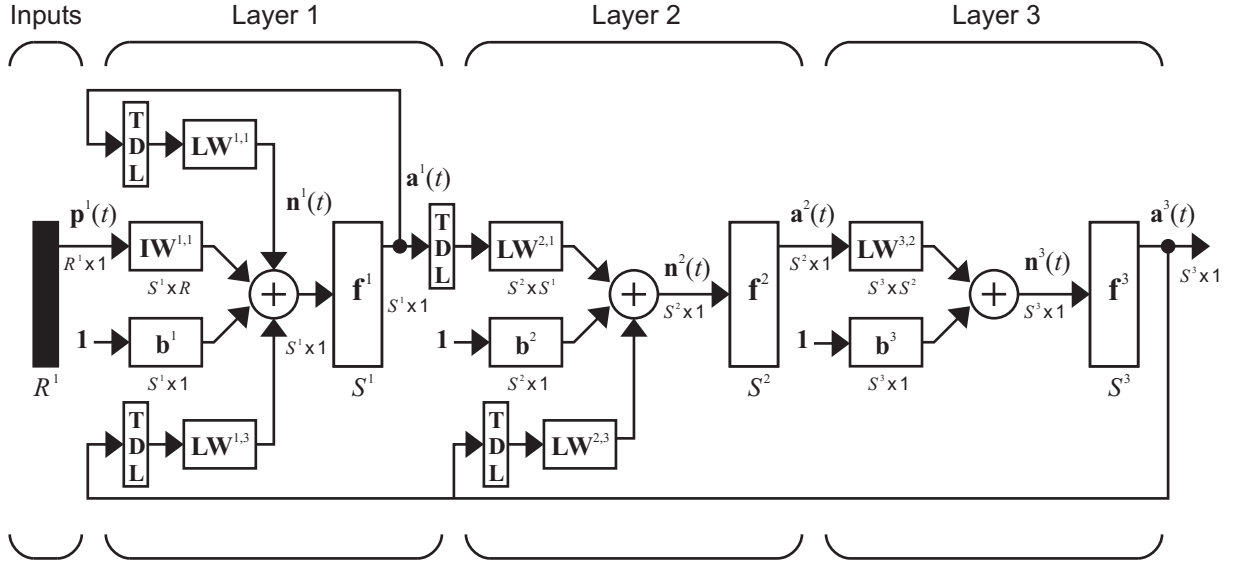 Inputs Layer 1 Layer 2 Layer 3
T D L LW¹,¹
p¹(t) n¹(t) a¹(t) a²(t) a³(t)
T D L
IW¹,¹ LW²,¹ LW³,²
n²(t) n³(t)
R¹ x 1 S¹ x R f¹ S¹ x 1 S² x S¹ f² S² x 1 S³ x S² f³ S³ x 1
S² x 1 S³ x 1
1 b¹ S¹ x 1 1 b² 1 b³
R¹ S¹ x 1 S¹ S² x 1 S² S³ x 1 S³
T D L LW¹,³ T D L LW²,³